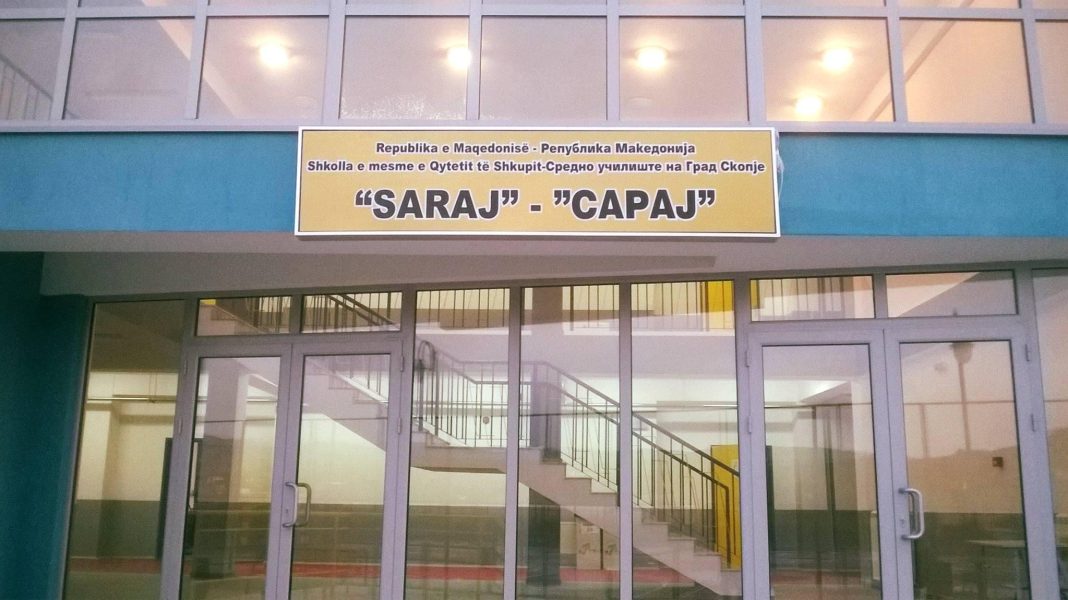 Republika e Maqedonisë - Република Македонија
Shkolla e mesme e Qytetit të Shkupit-Средно училиште на Град Скопје
“SARAJ” - ”САРАЈ”